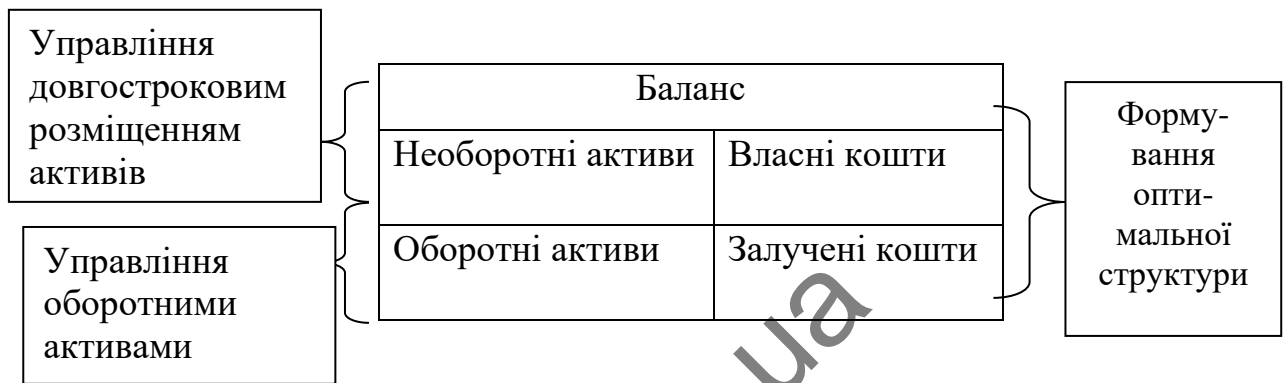 Управління
довгостроковим
розміщенням
активів
Управління
оборотними
активами
Баланс
Необоротні активи
Власні кошти
Оборотні активи
Залучені кошти
Форму-
вання
опти-
мальної
структури
ua